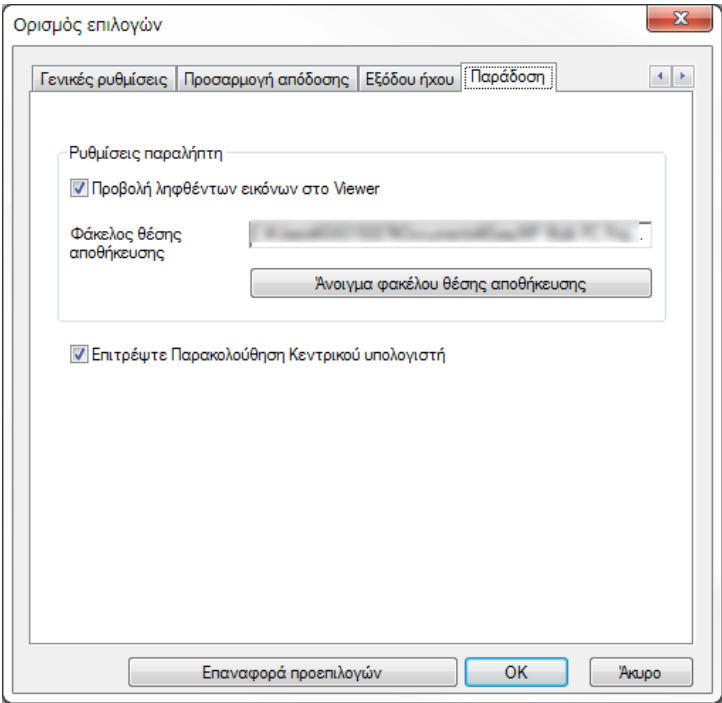 Ορισμός επιλογών
Γενικές ρυθμίσεις Προσαρμογή απόδοσης Εξόδου ήχου Παράδοση
Ρυθμίσεις παραλήπτη
Προβολή ληφθέντων εικόνων στο Viewer
Φάκελος θέσης
αποθήκευσης
Άνοιγμα φακέλου θέσης αποθήκευσης
Επιτρέψτε Παρακολούθηση Κεντρικού υπολογιστή
Επαναφορά προεπιλογών OK Άκυρο